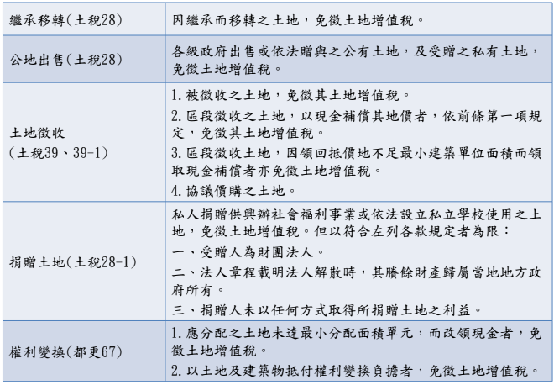 繼承移轉(土稅28)
因繼承而移轉之土地，免徵土地增值稅。
公地出售(土稅28)
各級政府出售或依法贈與之公有土地，及受贈之私有土地，
免徵土地增值稅。
土地徵收
(土稅39、39-1)
1.被徵收之土地，免徵其土地增值稅。
2.區段徵收之土地，以現金補償其地價者，依前條第一項規
定，免徵其土地增值稅。
3.區段徵收土地，因領回抵價地不足最小建築單位面積而領
取現金補償者亦免徵土地增值稅。
4.協議價購之土地。
捐贈土地(土稅28-1)
私人捐贈供興辦社會福利事業或依法設立私立學校使用之土
地，免徵土地增值稅。但以符合左列各款規定者為限：
一、受贈人為財團法人。
二、法人章程載明法人解散時，其賸餘財產歸屬當地地方政
府所有。
三、捐贈人未以任何方式取得所捐贈土地之利益。
權利變換(都更67)
1.應分配之土地未達最小分配面積單元，而改領現金者，免
徵土地增值稅。
2.以土地及建築物抵付權利變換負擔者，免徵土地增值稅。